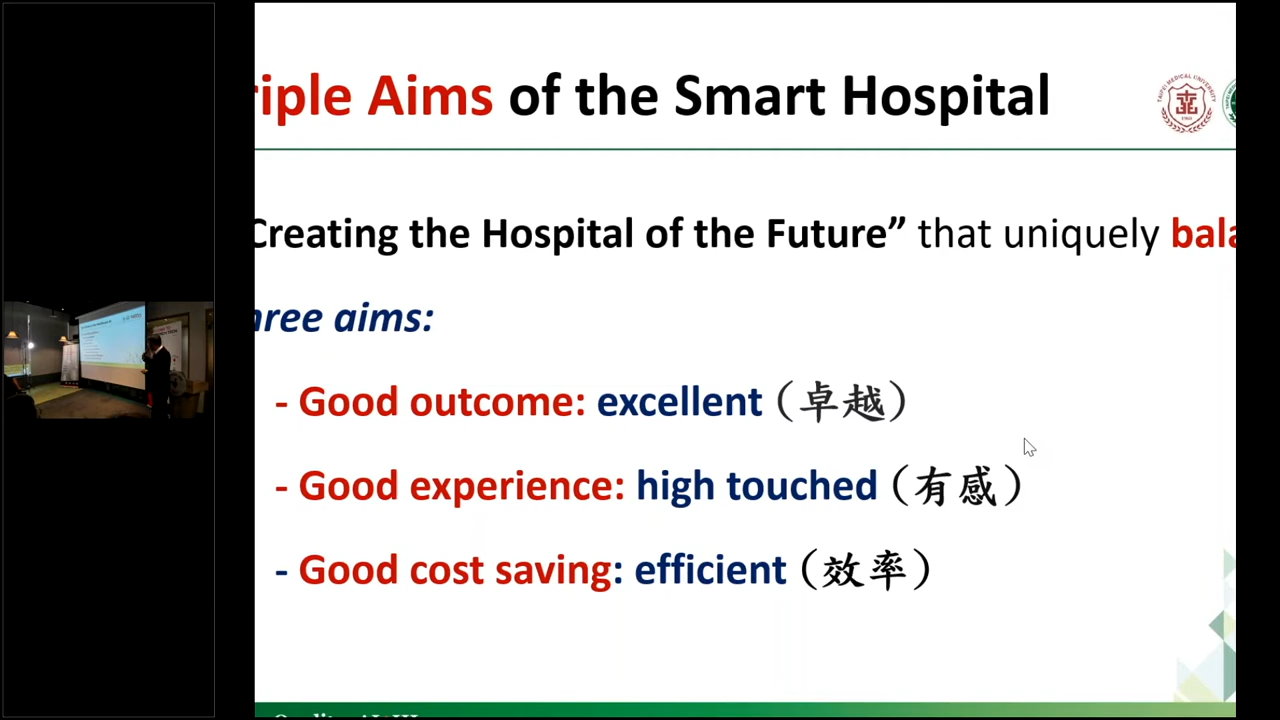 riple Aims of the Smart Hospital
Creating the Hospital of the Future” that uniquely bala
hree aims:
- Good outcome: excellent（卓越）
- Good experience: high touched（有感）
- Good cost saving: efficient（效率）